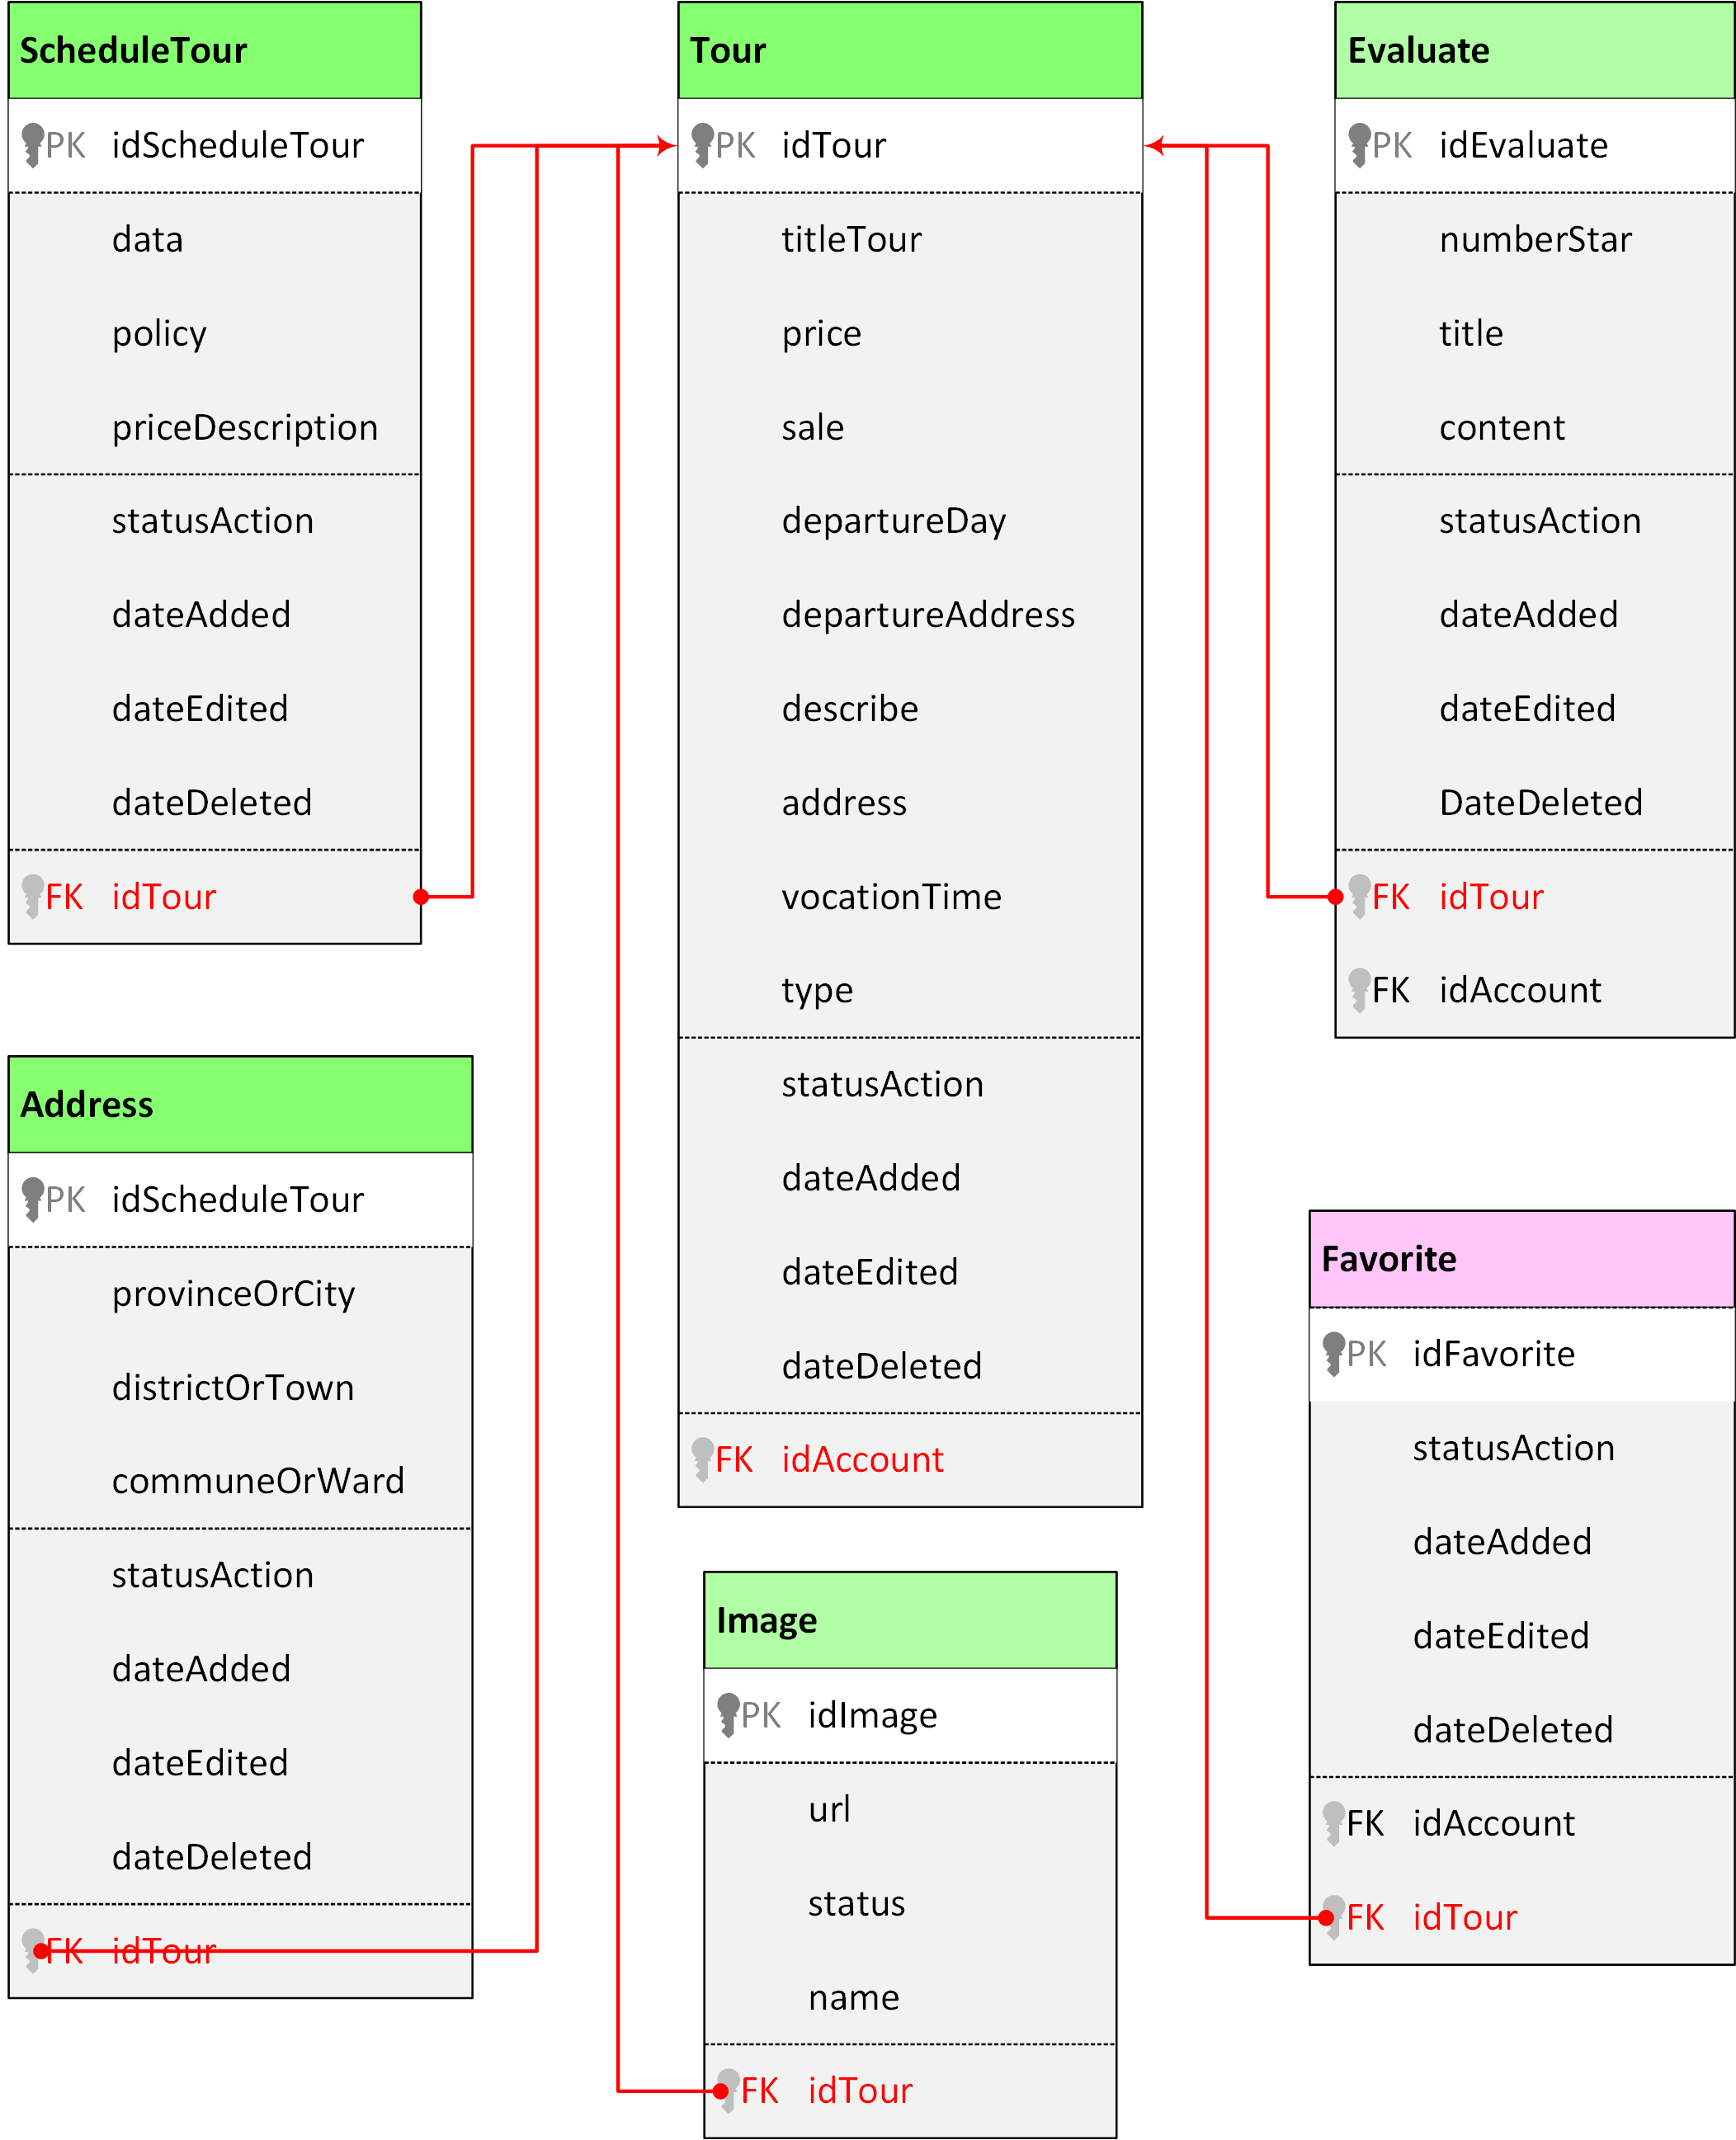 ScheduleTour
PK idScheduleTour
data
policy
priceDescription
statusAction
dateAdded
dateEdited
dateDeleted
FK idTour
Tour
PK idTour
titleTour
price
sale
departureDay
departureAddress
describe
address
vocationTime
type
statusAction
dateAdded
dateEdited
dateDeleted
FK idAccount
Evaluate
PK idEvaluate
numberStar
title
content
statusAction
dateAdded
dateEdited
DateDeleted
FK idTour
FK idAccount
Address
PK idScheduleTour
provinceOrCity
districtOrTown
communeOrWard
statusAction
dateAdded
dateEdited
dateDeleted
FK idTour
Image
PK idImage
url
status
name
FK idTour
Favorite
PK idFavorite
statusAction
dateAdded
dateEdited
dateDeleted
FK idAccount
FK idTour